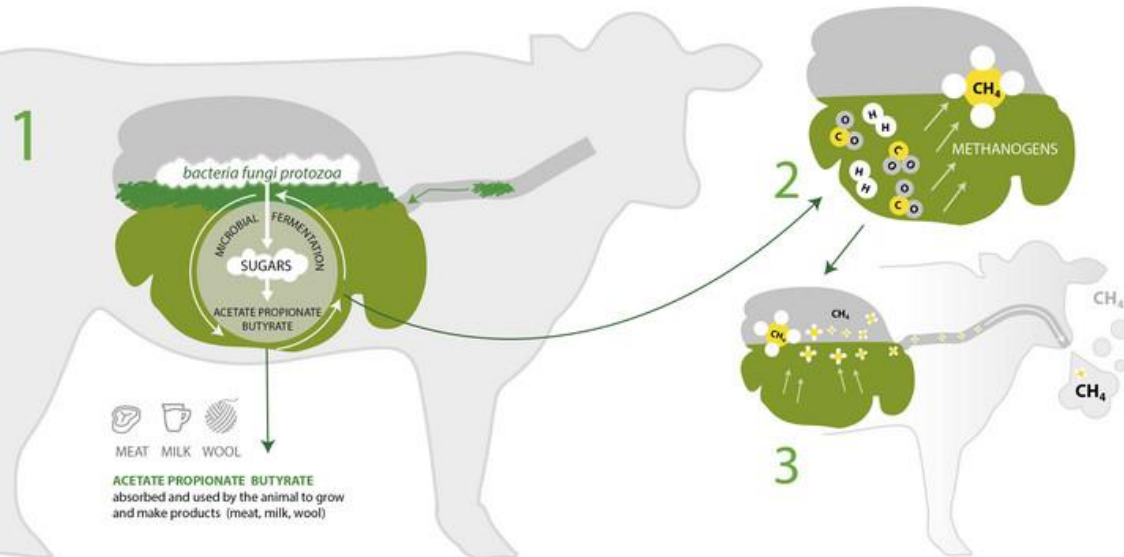 1
bacteria fungi protozoa
MICROBIAL FERMENTATION
SUGARS
ACETATE PROPIONATE
BUTYRATE
MEAT MILK WOOL
ACETATE PROPIONATE BUTYRATE
absorbed and used by the animal to grow
and make products (meat, milk, wool)
2
CH₄
O
C O
H
H
C
O O
H
H
O
C O
METHANOGENS
3
CH₄
CH₄
CH₄
CH₄